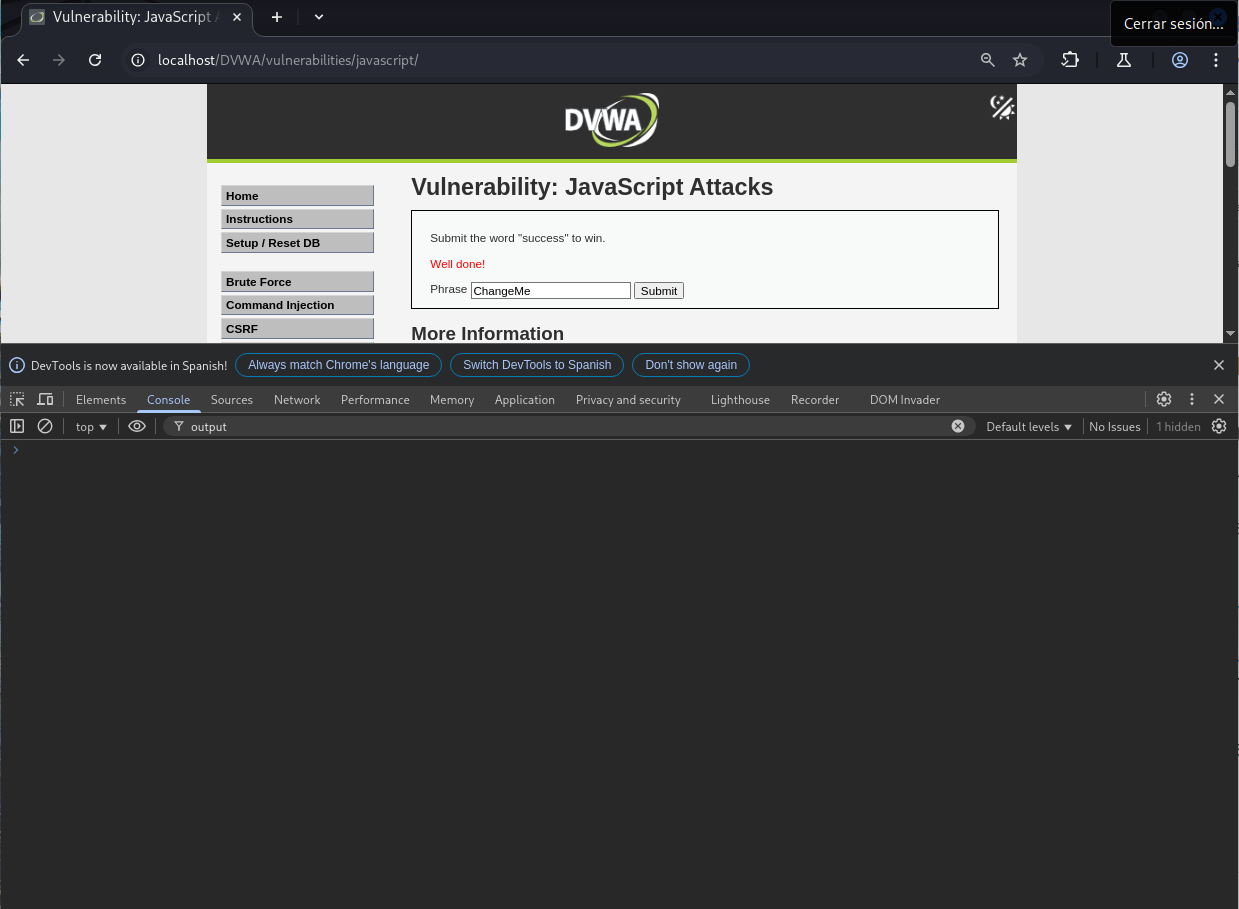 Vulnerability: JavaScript A
Cerrar sesión...
localhost/DVWA/vulnerabilities/javascript/
DVWA
Home
Instructions
Setup / Reset DB
Brute Force
Command Injection
CSRF
Vulnerability: JavaScript Attacks
Submit the word "success" to win.
Well done!
Phrase ChangeMe Submit
More Information
DevTools is now available in Spanish! Always match Chrome's language Switch DevTools to Spanish Don't show again
Elements Console Sources Network Performance Memory Application Privacy and security Lighthouse Recorder DOM Invader
top output Default levels No Issues 1 hidden